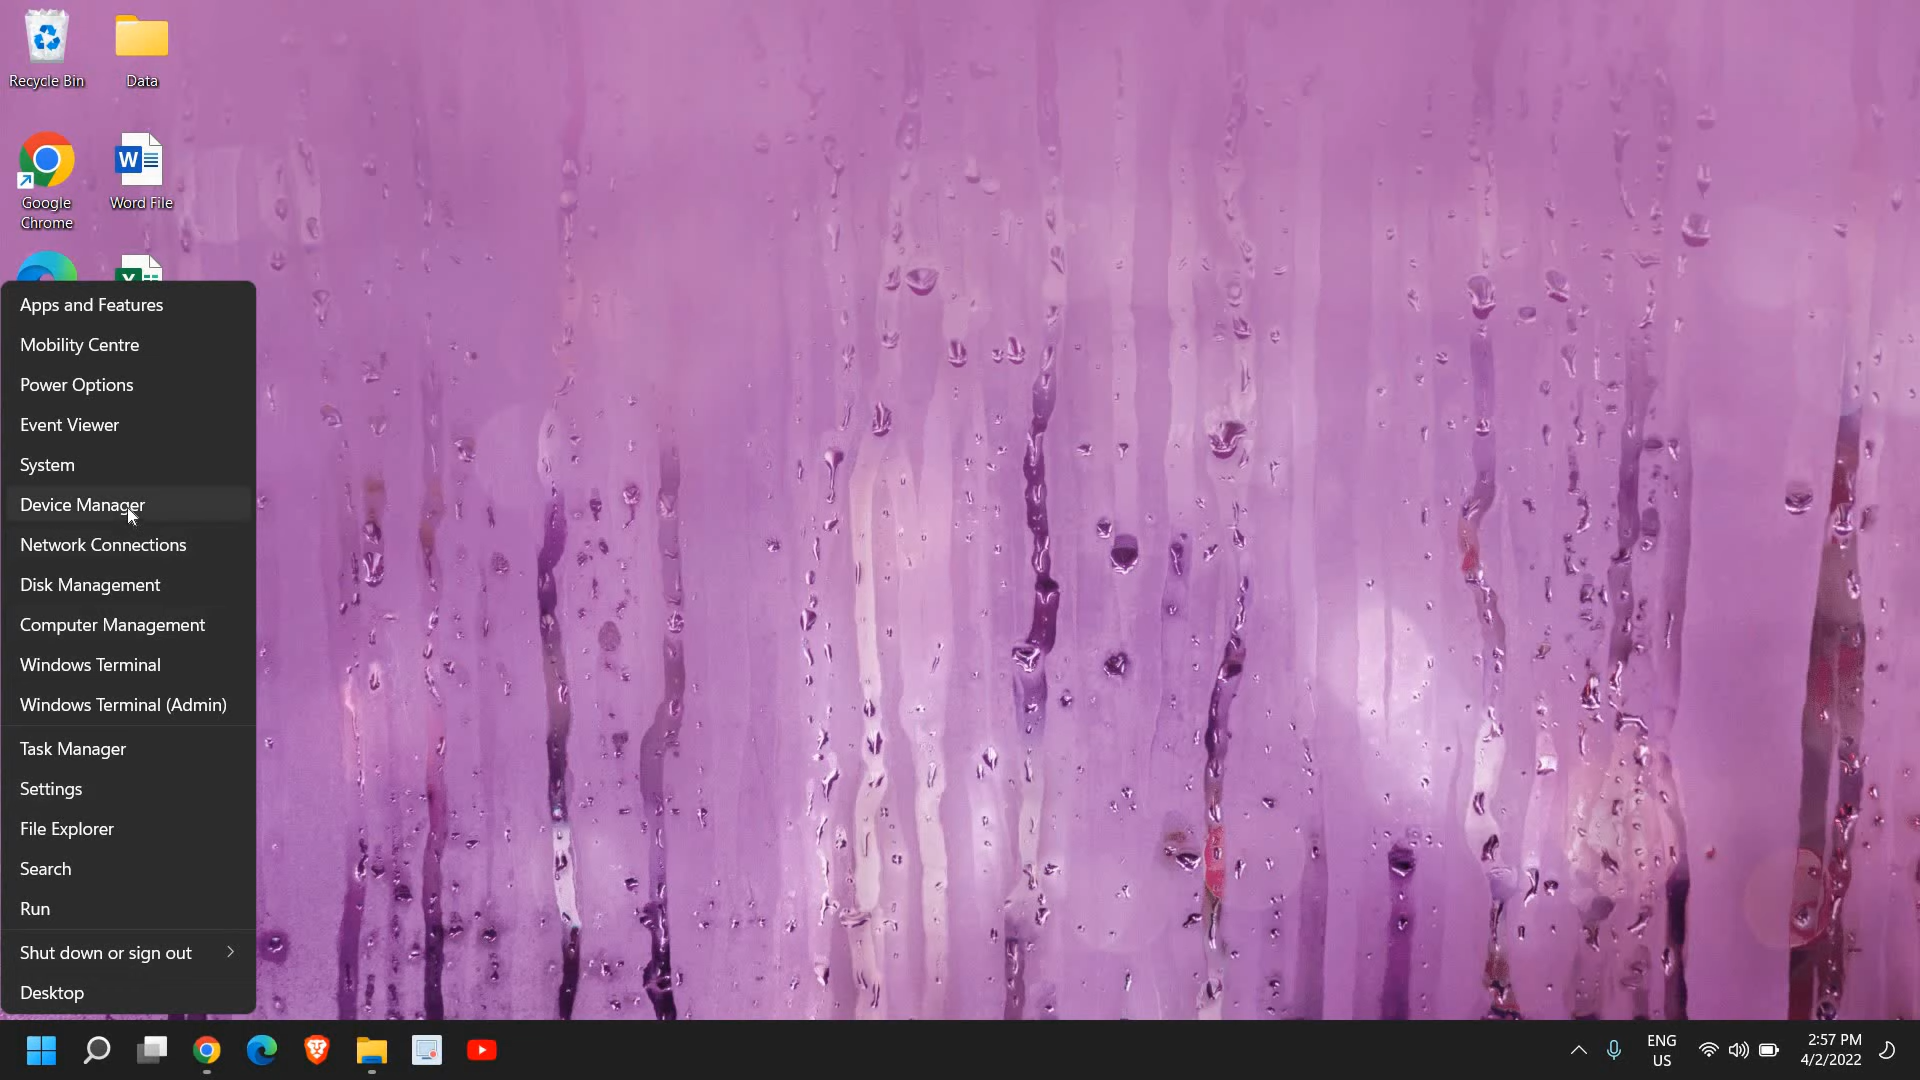 Recycle Bin
Data
Google
Chrome
Word File
Apps and Features
Mobility Centre
Power Options
Event Viewer
System
Device Manager
Network Connections
Disk Management
Computer Management
Windows Terminal
Windows Terminal (Admin)
Task Manager
Settings
File Explorer
Search
Run
Shut down or sign out
Desktop
ENG
US
2:57 PM
4/2/2022